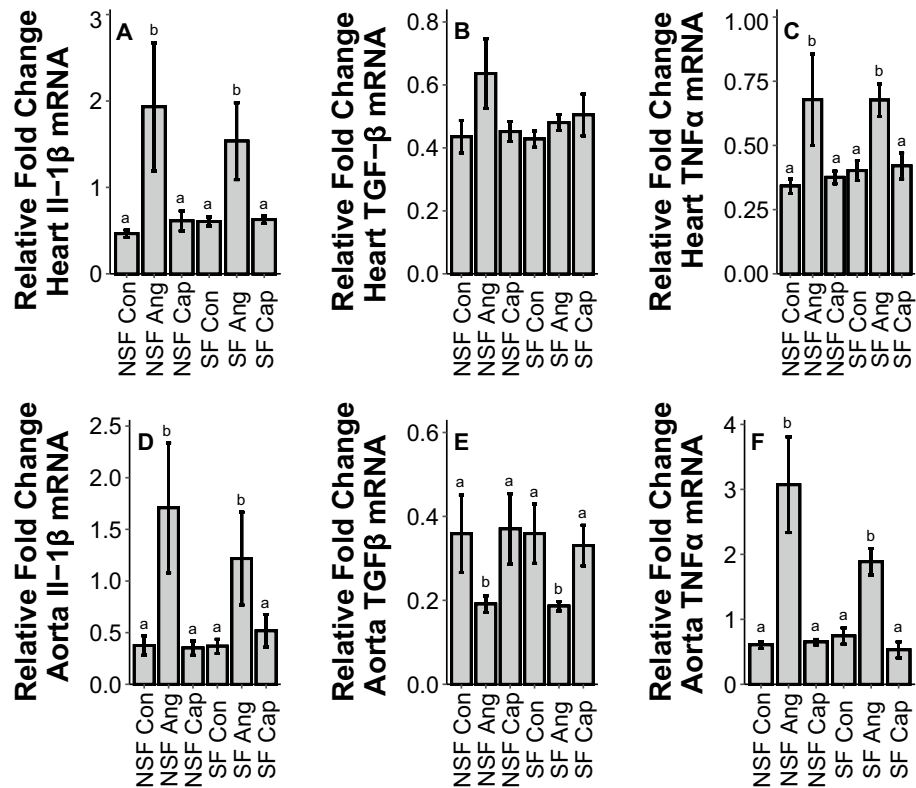 Relative Fold Change
Heart Il−1β mRNA
3
2
1
0
A
a
b
a
a
b
a
NSF Con
NSF Ang
NSF Cap
SF Con
SF Ang
SF Cap
Relative Fold Change
Heart TGF−β mRNA
0.8
0.6
0.4
0.2
0.0
B
NSF Con
NSF Ang
NSF Cap
SF Con
SF Ang
SF Cap
Relative Fold Change
Heart TNFα mRNA
1.00
0.75
0.50
0.25
0.00
C
a
b
a
a
b
a
NSF Con
NSF Ang
NSF Cap
SF Con
SF Ang
SF Cap
Relative Fold Change
Aorta Il−1β mRNA
2.5
2.0
1.5
1.0
0.5
0.0
D
a
b
a
a
b
a
NSF Con
NSF Ang
NSF Cap
SF Con
SF Ang
SF Cap
Relative Fold Change
Aorta TGFβ mRNA
0.6
0.4
0.2
0.0
E
a
b
a
a
b
a
NSF Con
NSF Ang
NSF Cap
SF Con
SF Ang
SF Cap
Relative Fold Change
Aorta TNFα mRNA
4
3
2
1
0
F
a
b
a
a
b
a
NSF Con
NSF Ang
NSF Cap
SF Con
SF Ang
SF Cap